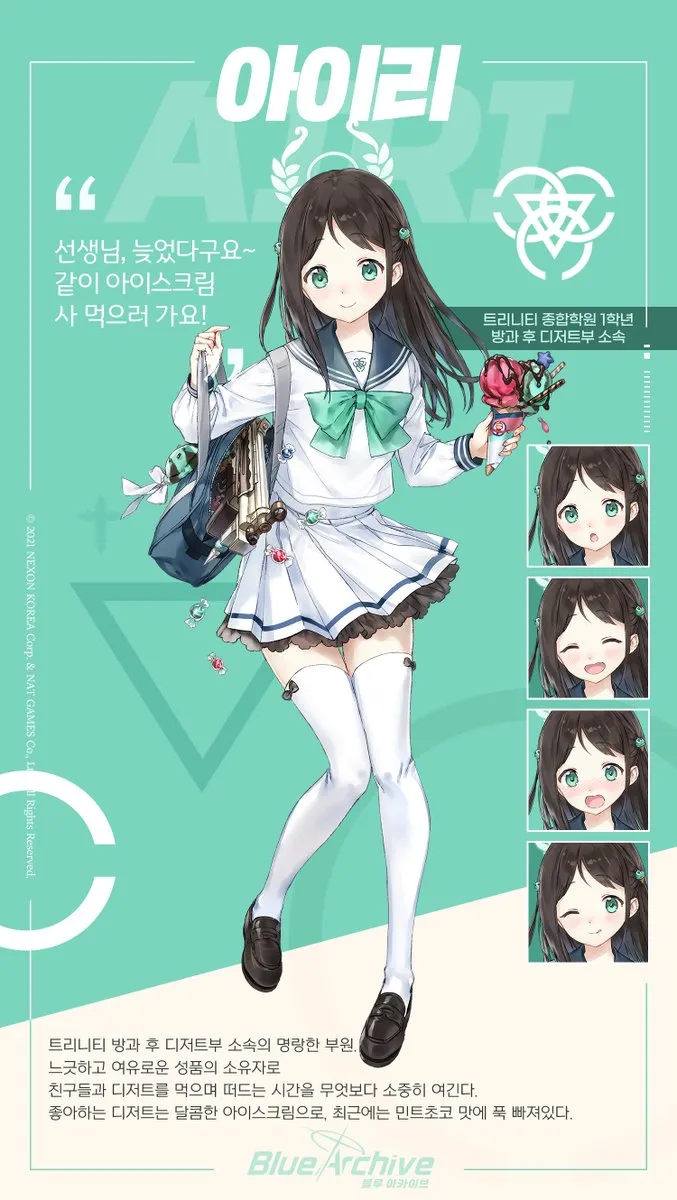 아이리
AIRI
“
선생님, 늦었다구요~
같이 아이스크림
사 먹으러 가요!
”
트리니티 종합학원 1학년
방과 후 디저트부 소속
© 2021 NEXON KOREA Corp. & NAT GAMES Co., Ltd. All Rights Reserved.
트리니티 방과 후 디저트부 소속의 명랑한 부원.
느긋하고 여유로운 성품의 소유자로
친구들과 디저트를 먹으며 떠드는 시간을 무엇보다 소중히 여긴다.
좋아하는 디저트는 달콤한 아이스크림으로, 최근에는 민트초코 맛에 푹 빠져있다.
Blue Archive
블루 아카이브